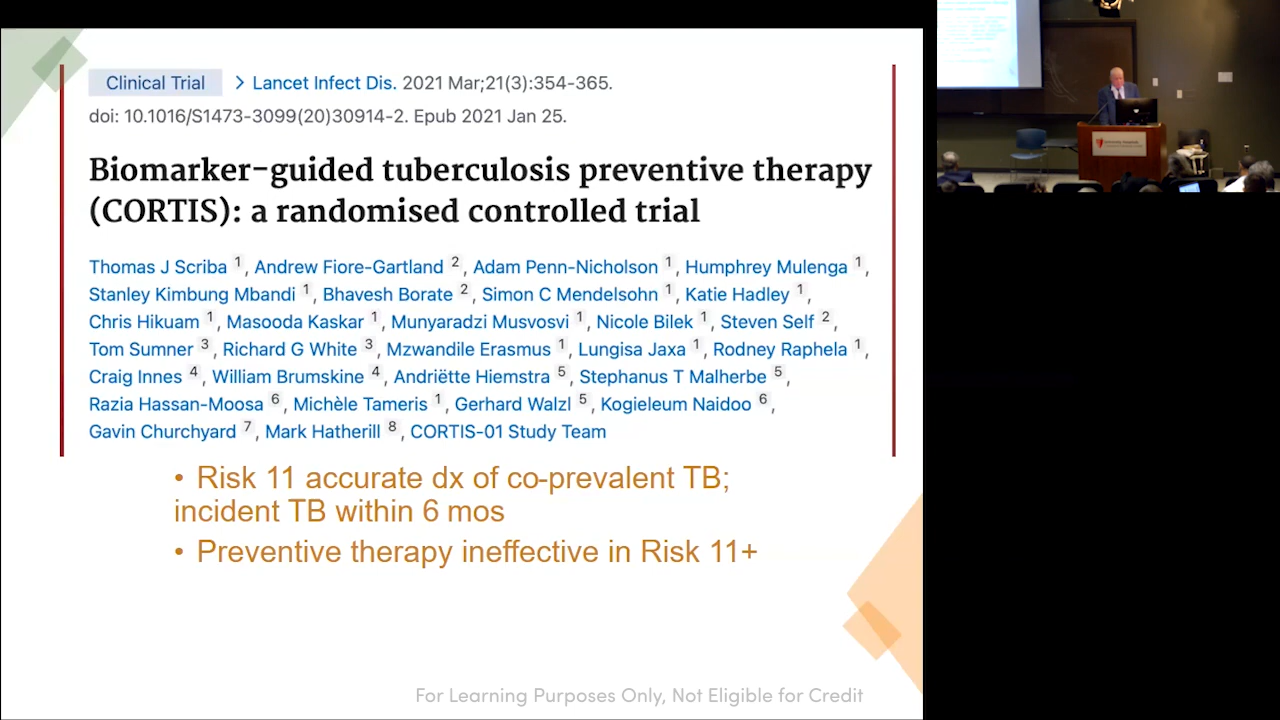 Clinical Trial > Lancet Infect Dis. 2021 Mar;21(3):354-365.
doi: 10.1016/S1473-3099(20)30914-2. Epub 2021 Jan 25.
Biomarker-guided tuberculosis preventive therapy
(CORTIS): a randomised controlled trial
Thomas J Scriba 1, Andrew Fiore-Gartland 2, Adam Penn-Nicholson 1, Humphrey Mulenga 1,
Stanley Kimbung Mbandi 1, Bhavesh Borate 2, Simon C Mendelsohn 1, Katie Hadley 1,
Chris Hikuam 1, Masooda Kaskar 1, Munyaradzi Musvosvi 1, Nicole Bilek 1, Steven Self 2,
Tom Sumner 3, Richard G White 3, Mzwandile Erasmus 1, Lungisa Jaxa 1, Rodney Raphela 1,
Craig Innes 4, William Brumskine 4, Andriëtte Hiemstra 5, Stephanus T Malherbe 5,
Razia Hassan-Moosa 6, Michèle Tameris 1, Gerhard Walzl 5, Kogieleum Naidoo 6,
Gavin Churchyard 7, Mark Hatherill 8, CORTIS-01 Study Team
• Risk 11 accurate dx of co-prevalent TB;
incident TB within 6 mos
• Preventive therapy ineffective in Risk 11+
For Learning Purposes Only, Not Eligible for Credit
University Hospitals